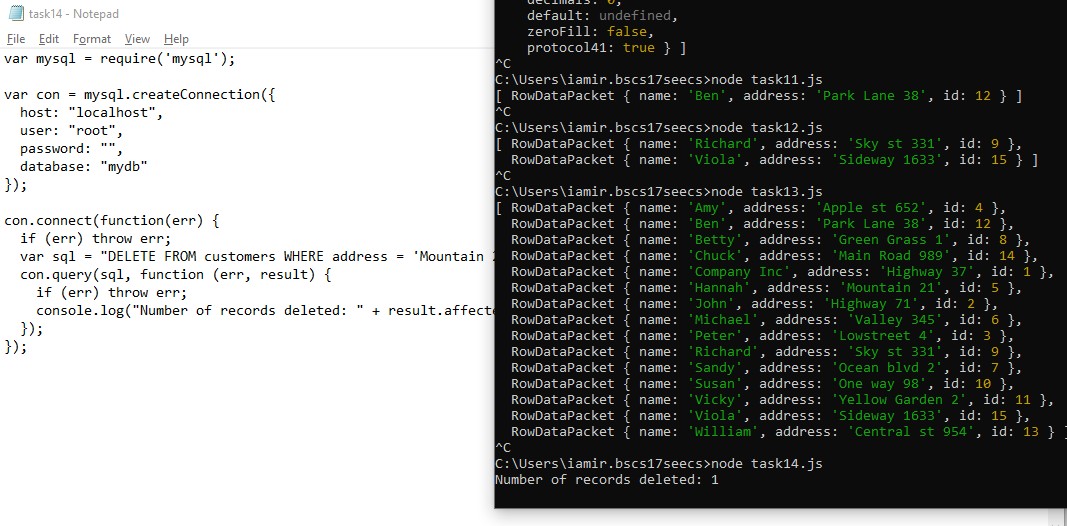 task14 - Notepad
File Edit Format View Help
var mysql = require('mysql');
var con = mysql.createConnection({
host: "localhost",
user: "root",
password: "",
database: "mydb"
});
con.connect(function(err) {
if (err) throw err;
var sql = "DELETE FROM customers WHERE address = 'Mountain
con.query(sql, function (err, result) {
if (err) throw err;
console.log("Number of records deleted: " + result.affecte
});
});
decimals: 0,
default: undefined,
zeroFill: false,
protocol41: true } ]
^C
C:\Users\iamir.bscs17seecs>node task11.js
[ RowDataPacket { name: 'Ben', address: 'Park Lane 38', id: 12 } ]
^C
C:\Users\iamir.bscs17seecs>node task12.js
[ RowDataPacket { name: 'Richard', address: 'Sky st 331', id: 9 },
RowDataPacket { name: 'Viola', address: 'Sideway 1633', id: 15 } ]
^C
C:\Users\iamir.bscs17seecs>node task13.js
[ RowDataPacket { name: 'Amy', address: 'Apple st 652', id: 4 },
RowDataPacket { name: 'Ben', address: 'Park Lane 38', id: 12 },
RowDataPacket { name: 'Betty', address: 'Green Grass 1', id: 8 },
RowDataPacket { name: 'Chuck', address: 'Main Road 989', id: 14 },
RowDataPacket { name: 'Company Inc', address: 'Highway 37', id: 1 },
RowDataPacket { name: 'Hannah', address: 'Mountain 21', id: 5 },
RowDataPacket { name: 'John', address: 'Highway 71', id: 2 },
RowDataPacket { name: 'Michael', address: 'Valley 345', id: 6 },
RowDataPacket { name: 'Peter', address: 'Lowstreet 4', id: 3 },
RowDataPacket { name: 'Richard', address: 'Sky st 331', id: 9 },
RowDataPacket { name: 'Sandy', address: 'Ocean blvd 2', id: 7 },
RowDataPacket { name: 'Susan', address: 'One way 98', id: 10 },
RowDataPacket { name: 'Vicky', address: 'Yellow Garden 2', id: 11 },
RowDataPacket { name: 'Viola', address: 'Sideway 1633', id: 15 },
RowDataPacket { name: 'William', address: 'Central st 954', id: 13 } ]
^C
C:\Users\iamir.bscs17seecs>node task14.js
Number of records deleted: 1